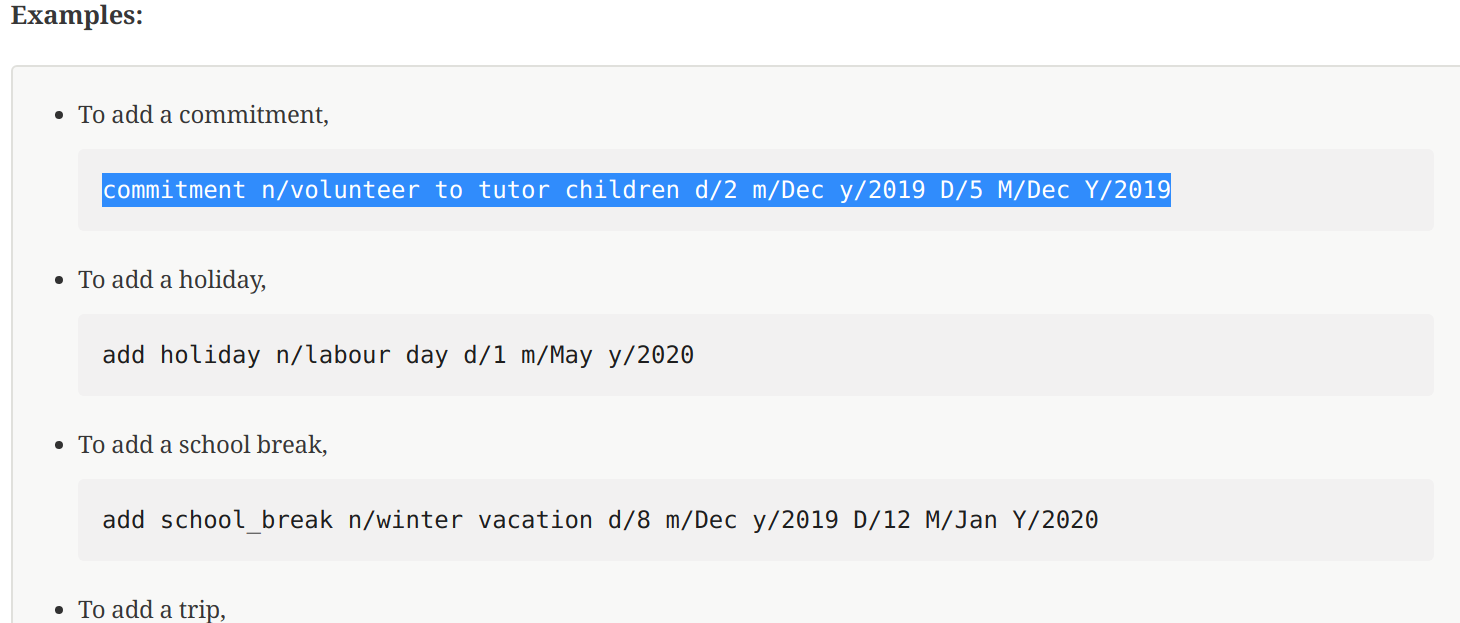 Examples:
To add a commitment,
commitment n/volunteer to tutor children d/2 m/Dec y/2019 D/5 M/Dec Y/2019
To add a holiday,
add holiday n/labour day d/1 m/May y/2020
To add a school break,
add school_break n/winter vacation d/8 m/Dec y/2019 D/12 M/Jan Y/2020
To add a trip,